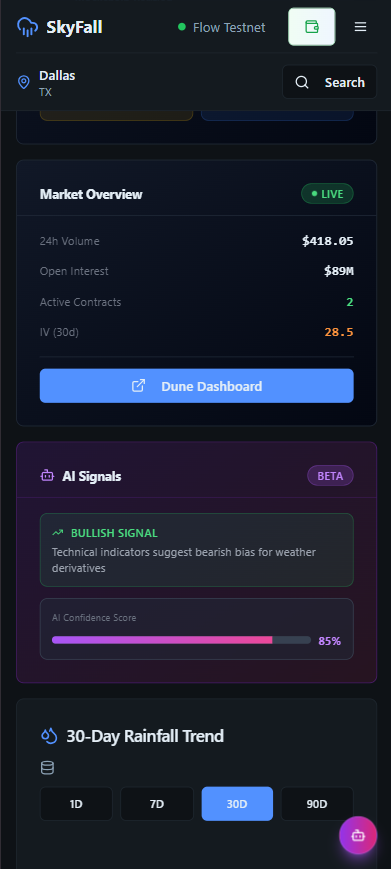 SkyFall
Flow Testnet
Dallas
TX
Search
Market Overview
LIVE
24h Volume
$418.05
Open Interest
$89M
Active Contracts
2
IV (30d)
28.5
Dune Dashboard
AI Signals
BETA
BULLISH SIGNAL
Technical indicators suggest bearish bias for weather
derivatives
AI Confidence Score
85%
30-Day Rainfall Trend
1D
7D
30D
90D